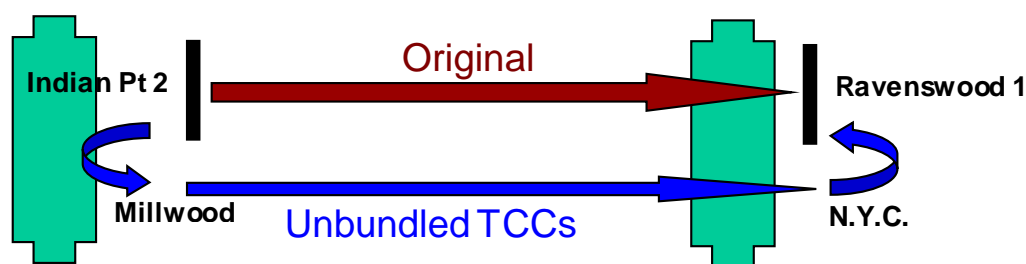 Original
Indian Pt 2
Ravenswood 1
Millwood
Unbundled TCCs
N.Y.C.